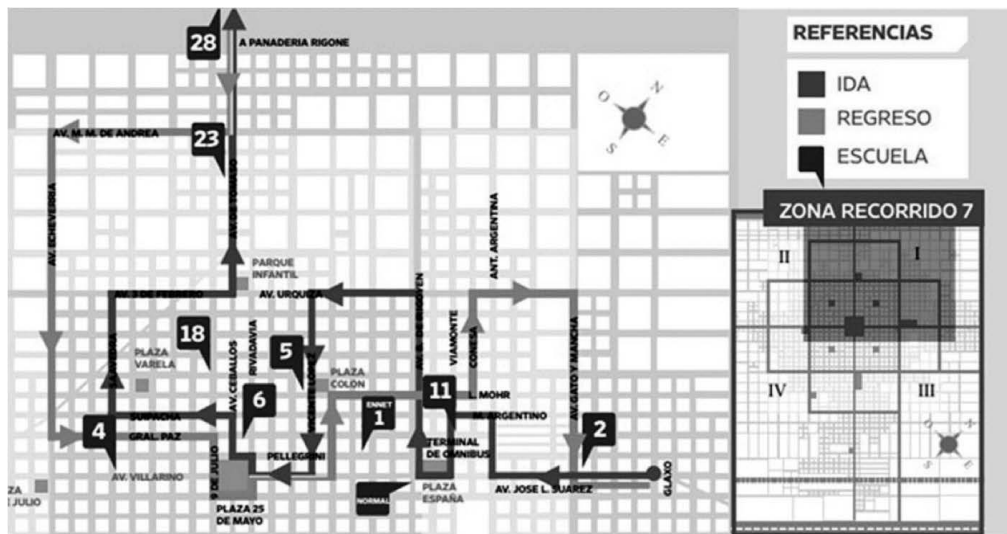 28
A PANADERIA RIGONE
23
AV. M. M. DE ANDREA
AV. ECHEVERRIA
AV. DE TOMASO
PARQUE
INFANTIL
AV. 3 DE FEBRERO
AV. URQUIZA
AV. H. DE IRIGOYEN
ANT. ARGENTINA
VIAMONTE
CONESA
AV. GATO Y MANCHA
18
PLAZA
VARELA
AV. CEBALLOS
RIVADAVIA
5
VICENTE LOPEZ
PLAZA
COLON
6
ENNET
1
11
L. MOHR
M. ARGENTINO
2
SUIPACHA
4
GRAL. PAZ
AV. VILLARINO
9 DE JULIO
PELLEGRINI
TERMINAL
DE OMNIBUS
NORMAL
PLAZA
ESPAÑA
AV. JOSE L. SUAREZ
GLAXO
PLAZA 25
DE MAYO
ZA
E JULIO
N
O
E
S
REFERENCIAS
IDA
REGRESO
ESCUELA
ZONA RECORRIDO 7
II
I
IV
III
N
O
E
S